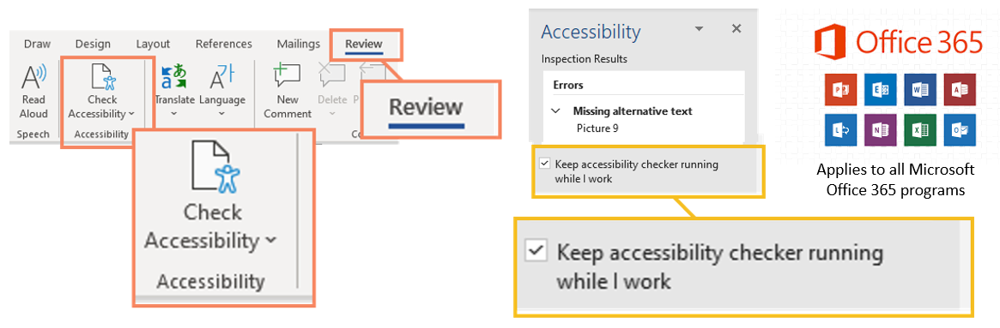 Draw Design Layout References Mailings Review
Read Aloud
Check Accessibility
Translate
Language
New Comment
Delete
Speech
Accessibility
Review
Check
Accessibility
Accessibility
Accessibility
Inspection Results
Errors
Missing alternative text
Picture 9
Keep accessibility checker running
while I work
Keep accessibility checker running
while I work
Office 365
Applies to all Microsoft
Office 365 programs